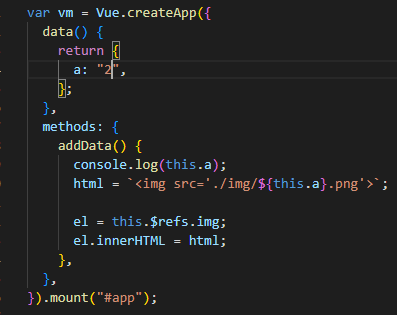 var vm = Vue.createApp({
  data() {
    return {
      a: "2",
    };
  },
  methods: {
    addData() {
      console.log(this.a);
      html = `<img src='./img/${this.a}.png'>`;

      el = this.$refs.img;
      el.innerHTML = html;
    },
  },
}).mount("#app");